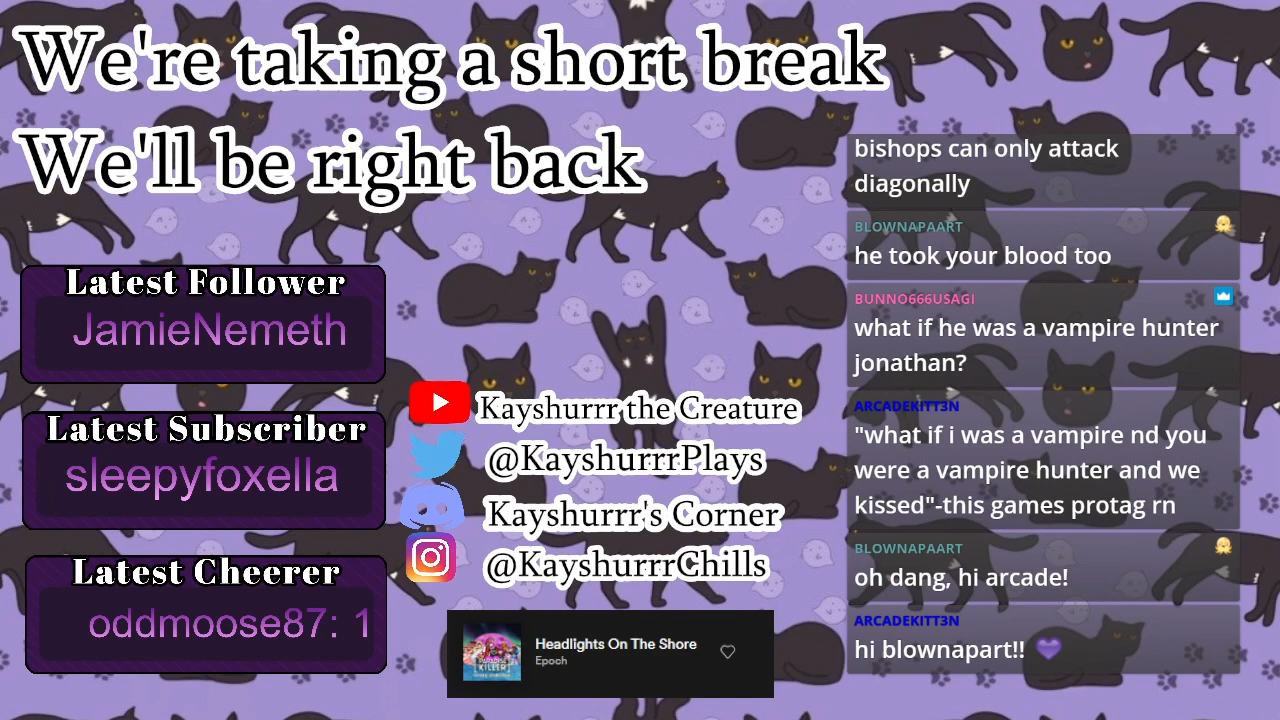 We're taking a short break
We'll be right back
Latest Follower
JamieNemeth
Latest Subscriber
sleepyfoxella
Latest Cheerer
oddmoose87: 1
Kayshurrr the Creature
@KayshurrrPlays
Kayshurrr's Corner
@KayshurrrChills
PARADISE
KILLER
Headlights On The Shore
Epoch
bishops can only attack
diagonally
BLOWNAPAART
he took your blood too
BUNNO666USAGI
what if he was a vampire hunter
jonathan?
ARCADEKITT3N
"what if i was a vampire nd you
were a vampire hunter and we
kissed"-this games protag rn
BLOWNAPAART
oh dang, hi arcade!
ARCADEKITT3N
hi blownapart!!